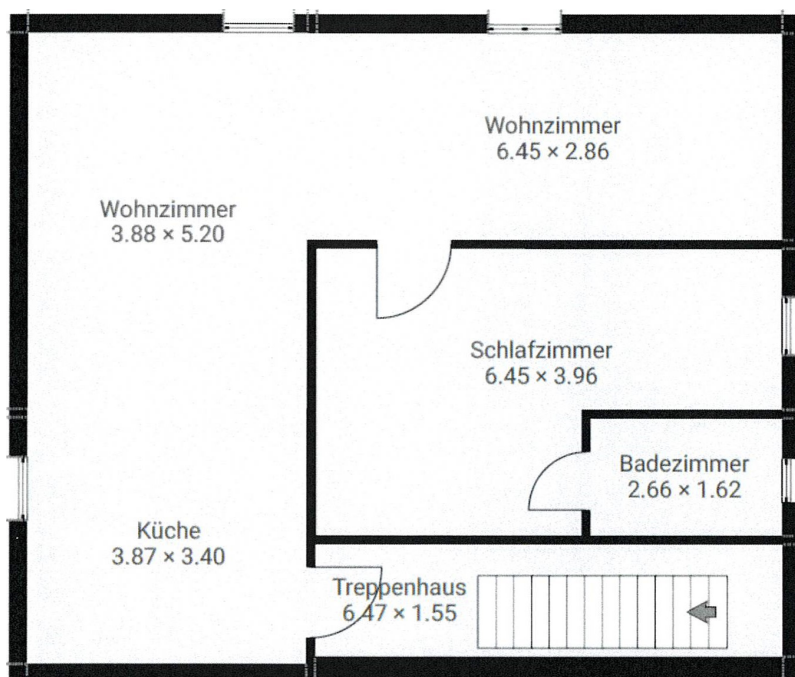 Wohnzimmer
6.45 × 2.86
Wohnzimmer
3.88 × 5.20
Schlafzimmer
6.45 × 3.96
Badezimmer
2.66 × 1.62
Küche
3.87 × 3.40
Treppenhaus
6.47 × 1.55